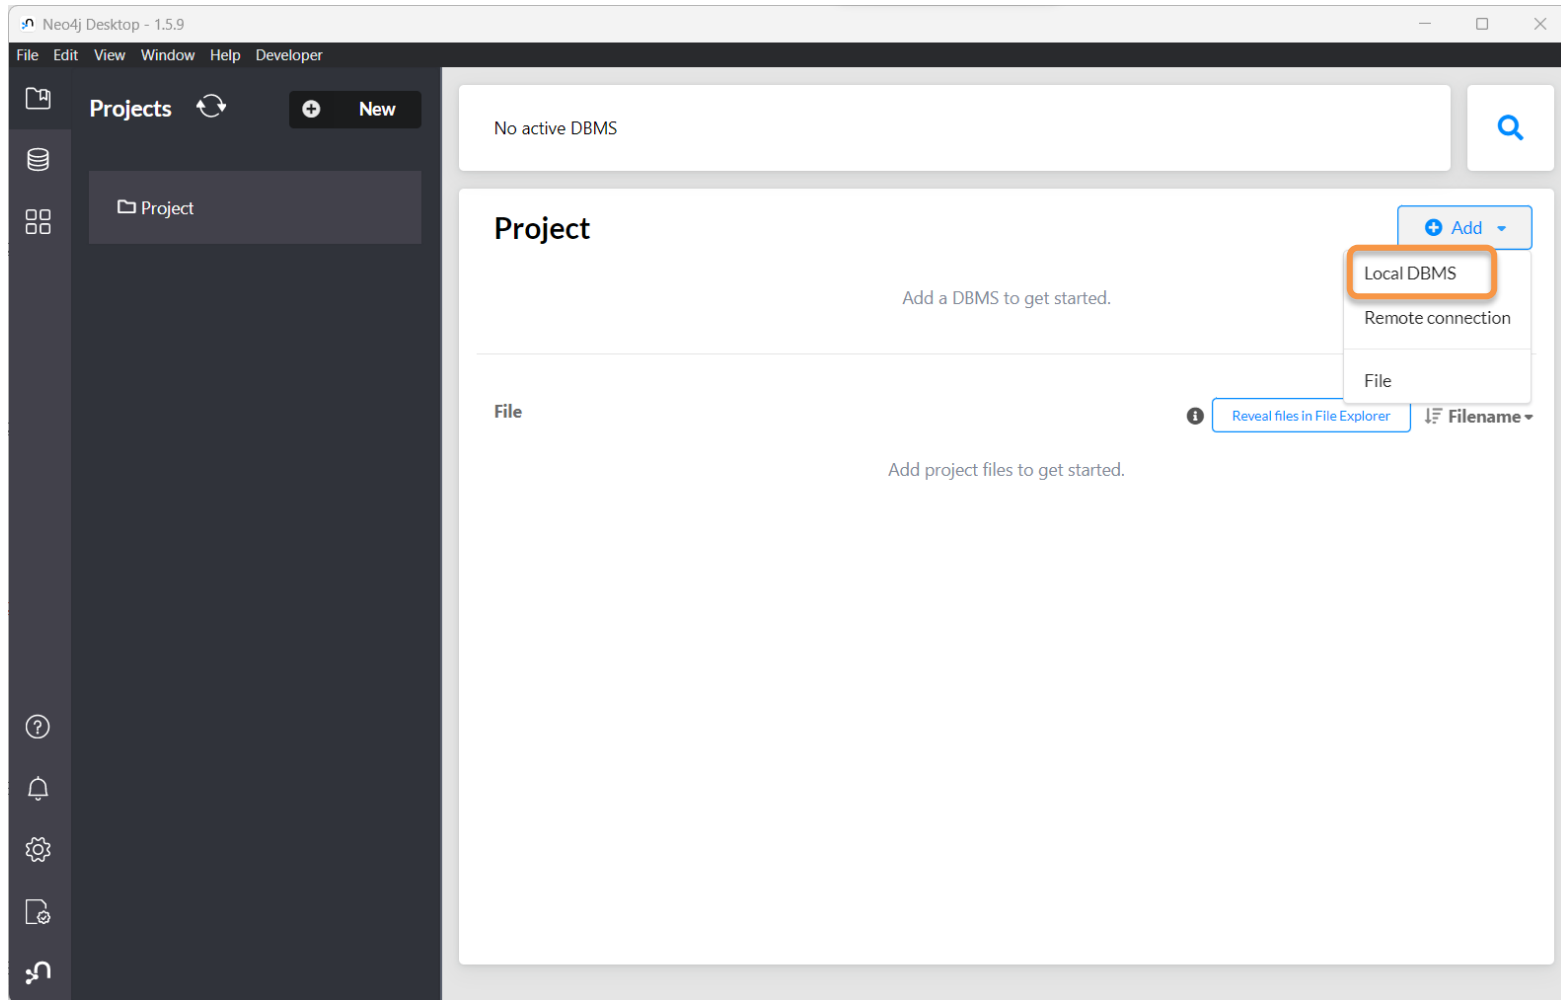 Neo4j Desktop - 1.5.9
File Edit View Window Help Developer
Projects
New
Project
No active DBMS
Project
Add
Local DBMS
Remote connection
File
Add a DBMS to get started.
File
Reveal files in File Explorer
Filename
Add project files to get started.